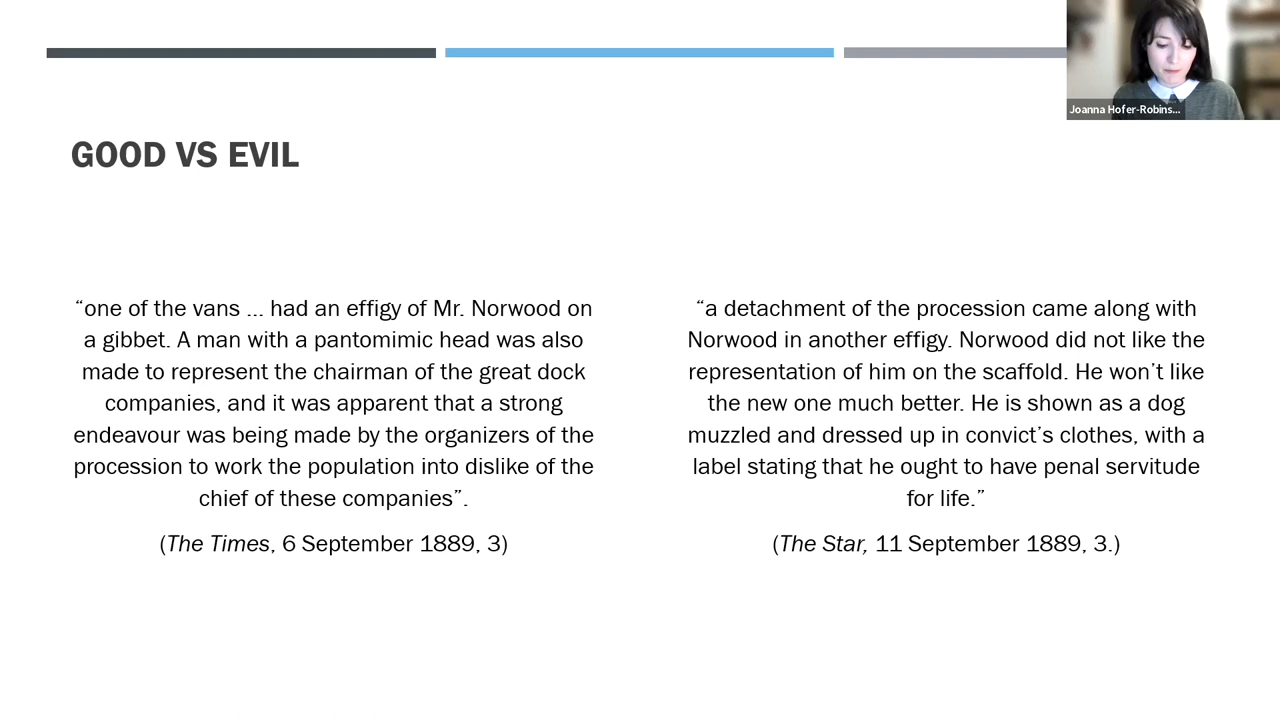 Joanna Hofer-Robins...
GOOD VS EVIL
“one of the vans ... had an effigy of Mr. Norwood on
a gibbet. A man with a pantomimic head was also
made to represent the chairman of the great dock
companies, and it was apparent that a strong
endeavour was being made by the organizers of the
procession to work the population into dislike of the
chief of these companies”.
(The Times, 6 September 1889, 3)
“a detachment of the procession came along with
Norwood in another effigy. Norwood did not like the
representation of him on the scaffold. He won’t like
the new one much better. He is shown as a dog
muzzled and dressed up in convict’s clothes, with a
label stating that he ought to have penal servitude
for life.”
(The Star, 11 September 1889, 3.)